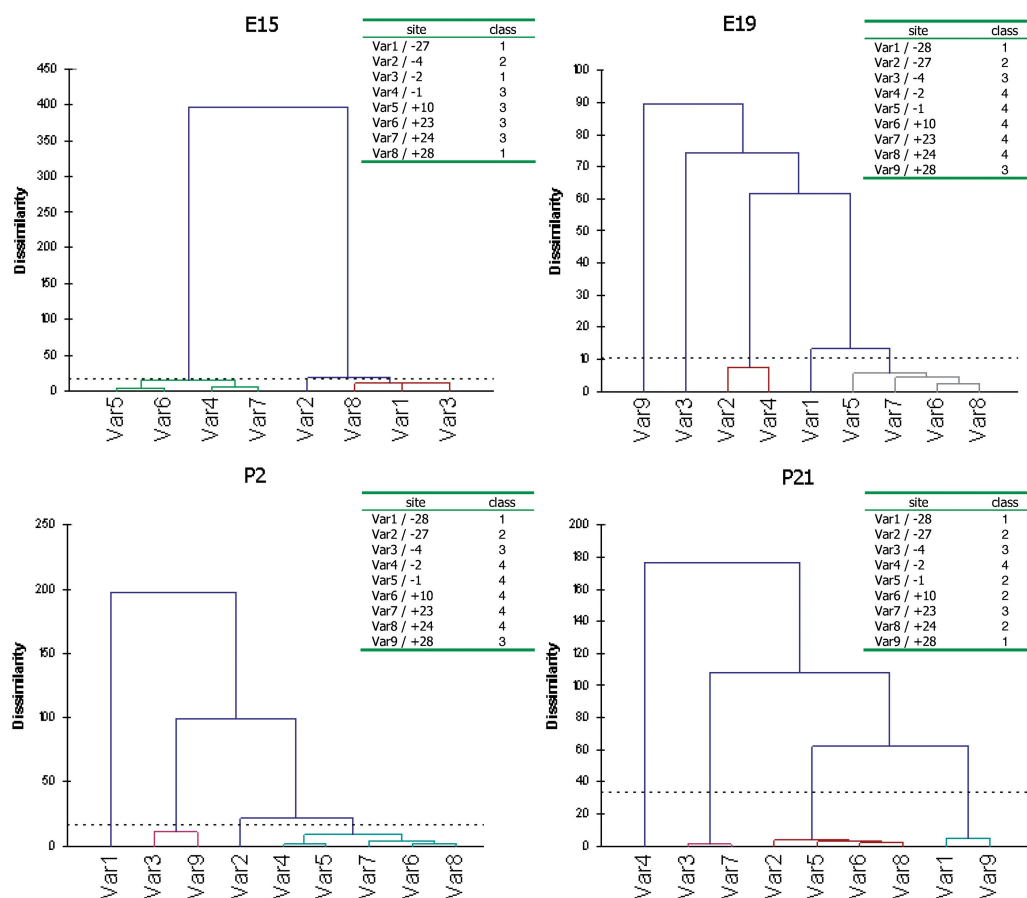 E15
site class
Var1 / -27 1
Var2 / -4 2
Var3 / -2 1
Var4 / -1 3
Var5 / +10 3
Var6 / +23 3
Var7 / +24 3
Var8 / +28 1
Dissimilarity
450
400
350
300
250
200
150
100
50
0
Var5 Var6 Var4 Var7 Var2 Var8 Var1 Var3
E19
site class
Var1 / -28 1
Var2 / -27 2
Var3 / -4 3
Var4 / -2 4
Var5 / -1 4
Var6 / +10 4
Var7 / +23 4
Var8 / +24 4
Var9 / +28 3
Dissimilarity
100
90
80
70
60
50
40
30
20
10
0
Var9 Var3 Var2 Var4 Var1 Var5 Var7 Var6 Var8
P2
site class
Var1 / -28 1
Var2 / -27 2
Var3 / -4 3
Var4 / -2 4
Var5 / -1 4
Var6 / +10 4
Var7 / +23 4
Var8 / +24 4
Var9 / +28 3
Dissimilarity
250
200
150
100
50
0
Var1 Var3 Var9 Var2 Var4 Var5 Var7 Var6 Var8
P21
site class
Var1 / -28 1
Var2 / -27 2
Var3 / -4 3
Var4 / -2 4
Var5 / -1 2
Var6 / +10 2
Var7 / +23 3
Var8 / +24 2
Var9 / +28 1
Dissimilarity
200
180
160
140
120
100
80
60
40
20
0
Var4 Var3 Var7 Var2 Var5 Var6 Var8 Var1 Var9